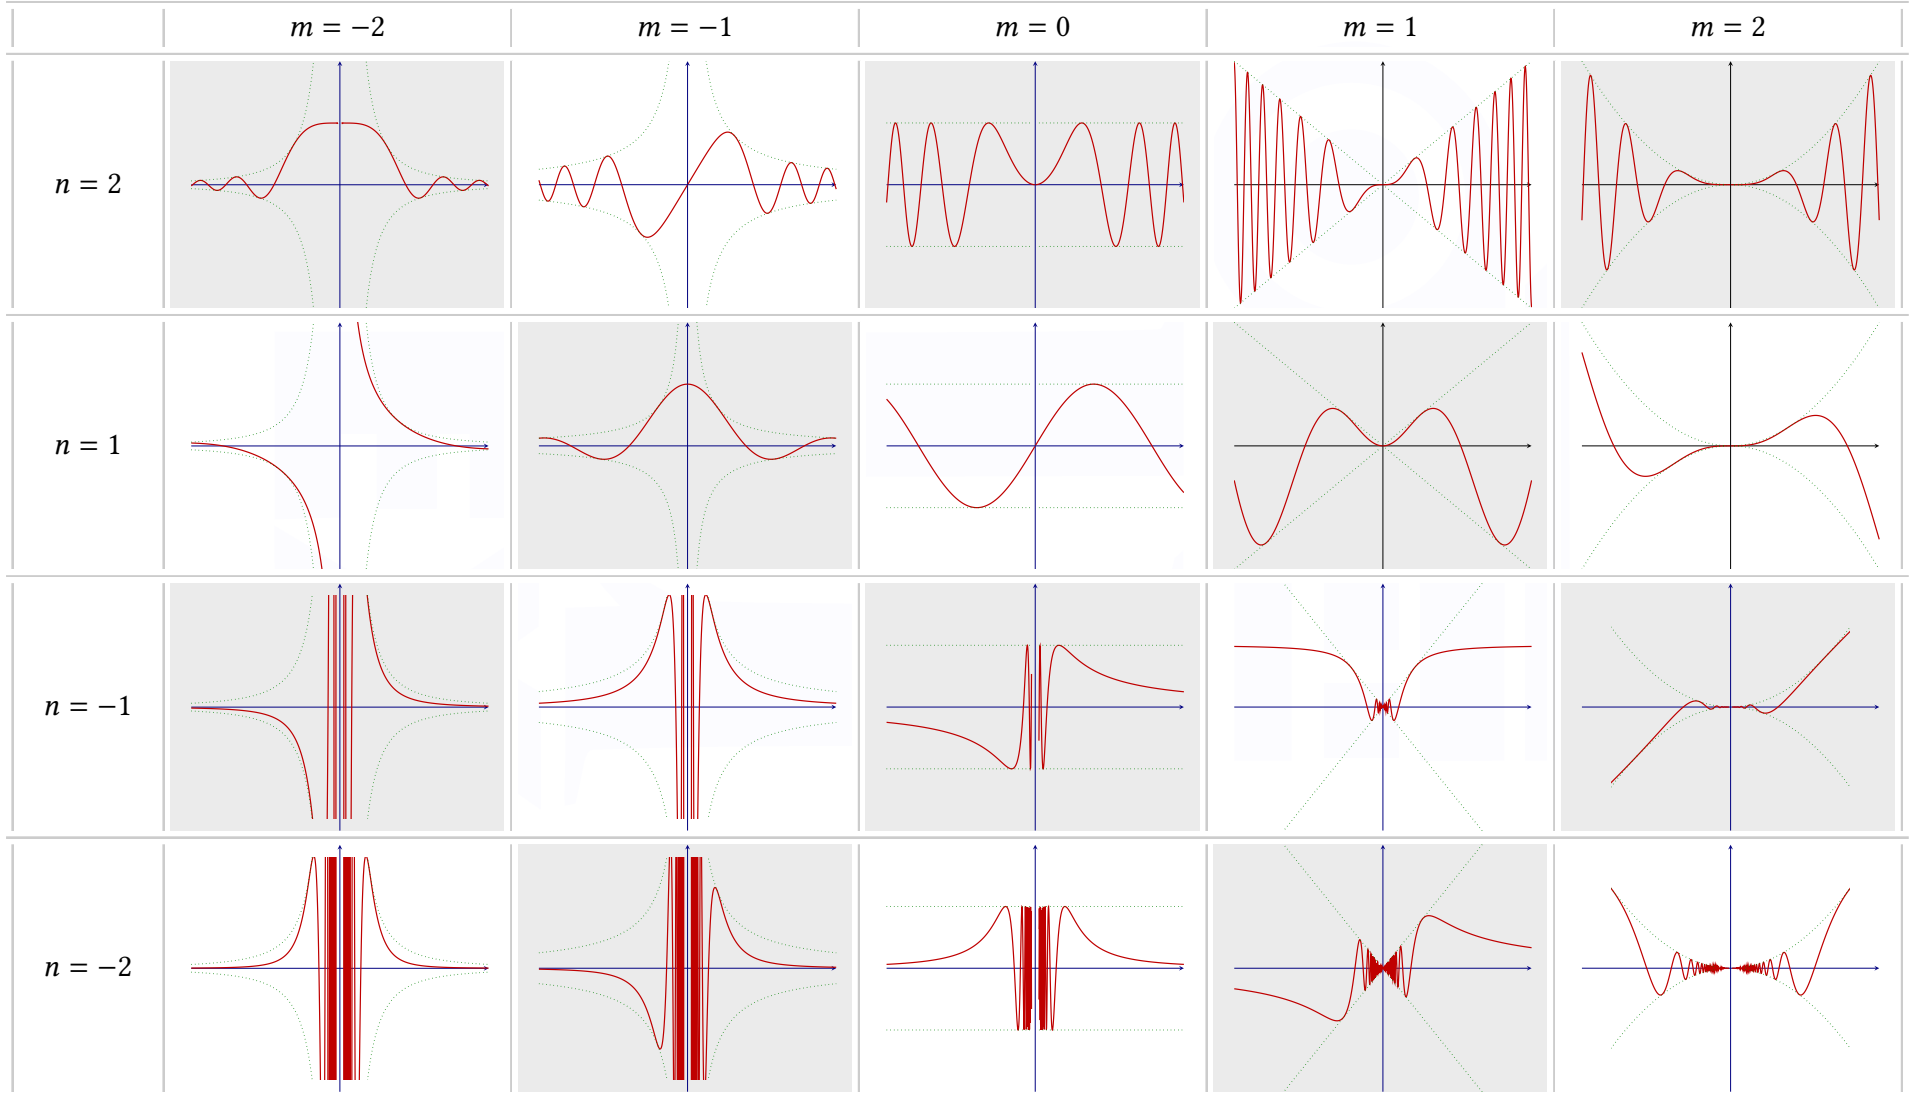 m = −2 m = −1 m = 0 m = 1 m = 2
n = 2
n = 1
n = −1
n = −2